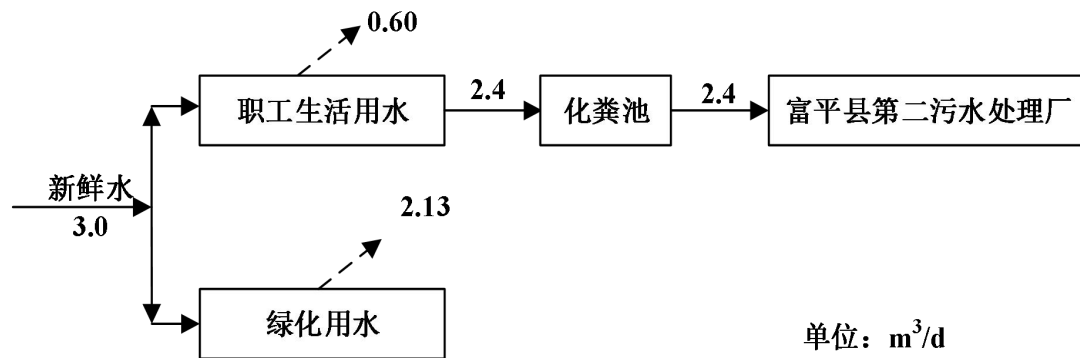 0.60
职工生活用水
2.4
化粪池
2.4
富平县第二污水处理厂
新鲜水
3.0
2.13
绿化用水
单位：m³/d